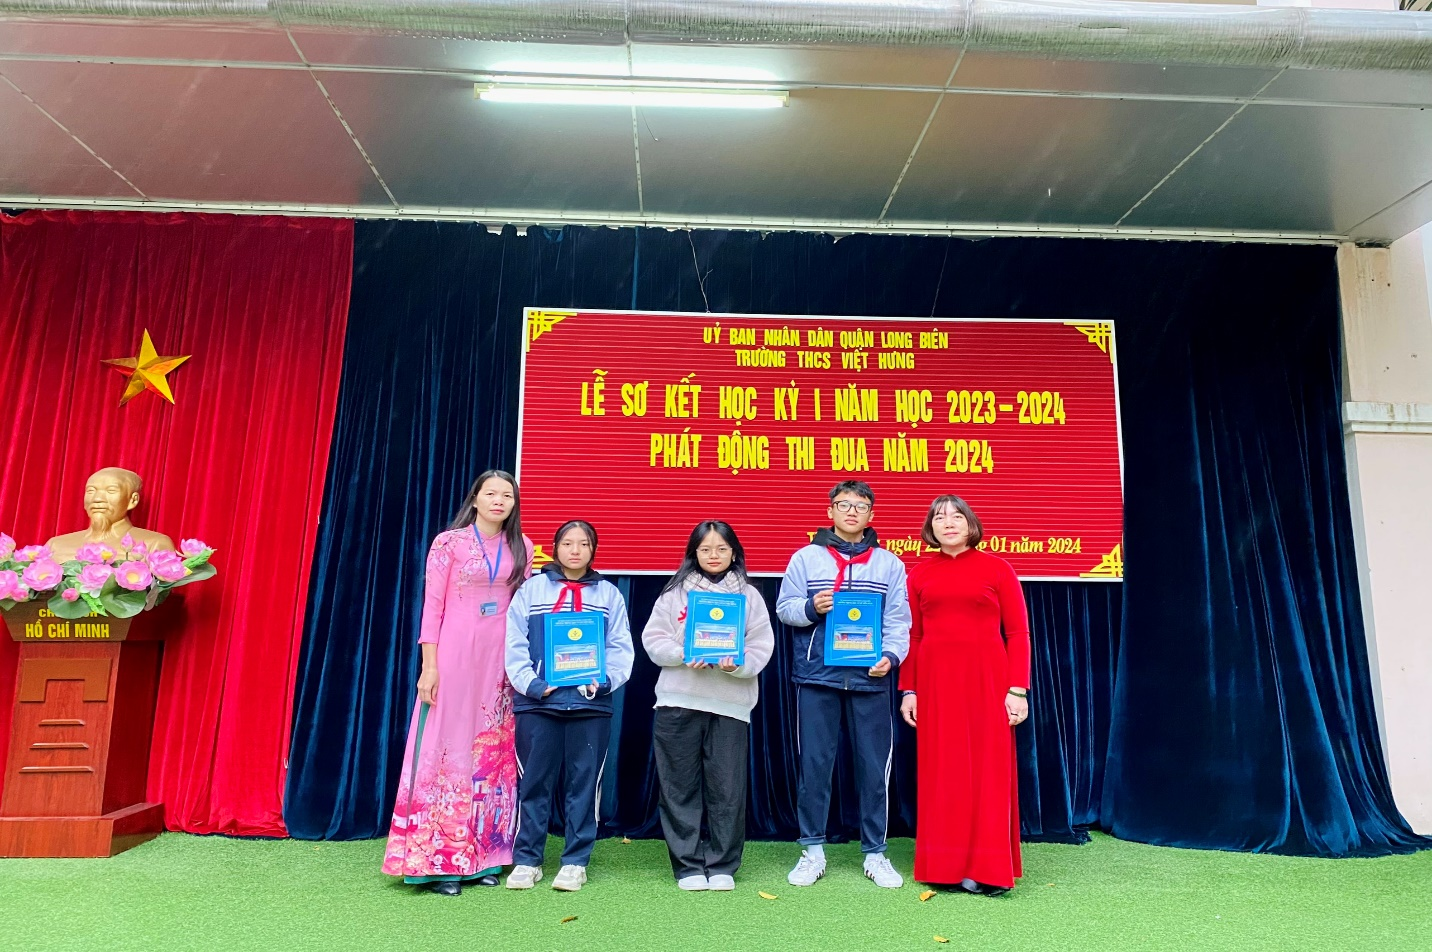 UỶ BAN NHÂN DÂN QUẬN LONG BIÊN
TRƯỜNG THCS VIỆT HƯNG
LỄ SƠ KẾT HỌC KỲ I NĂM HỌC 2023-2024
PHÁT ĐỘNG THI ĐUA NĂM 2024
ngày 01 năm 2024
HỒ CHÍ MINH